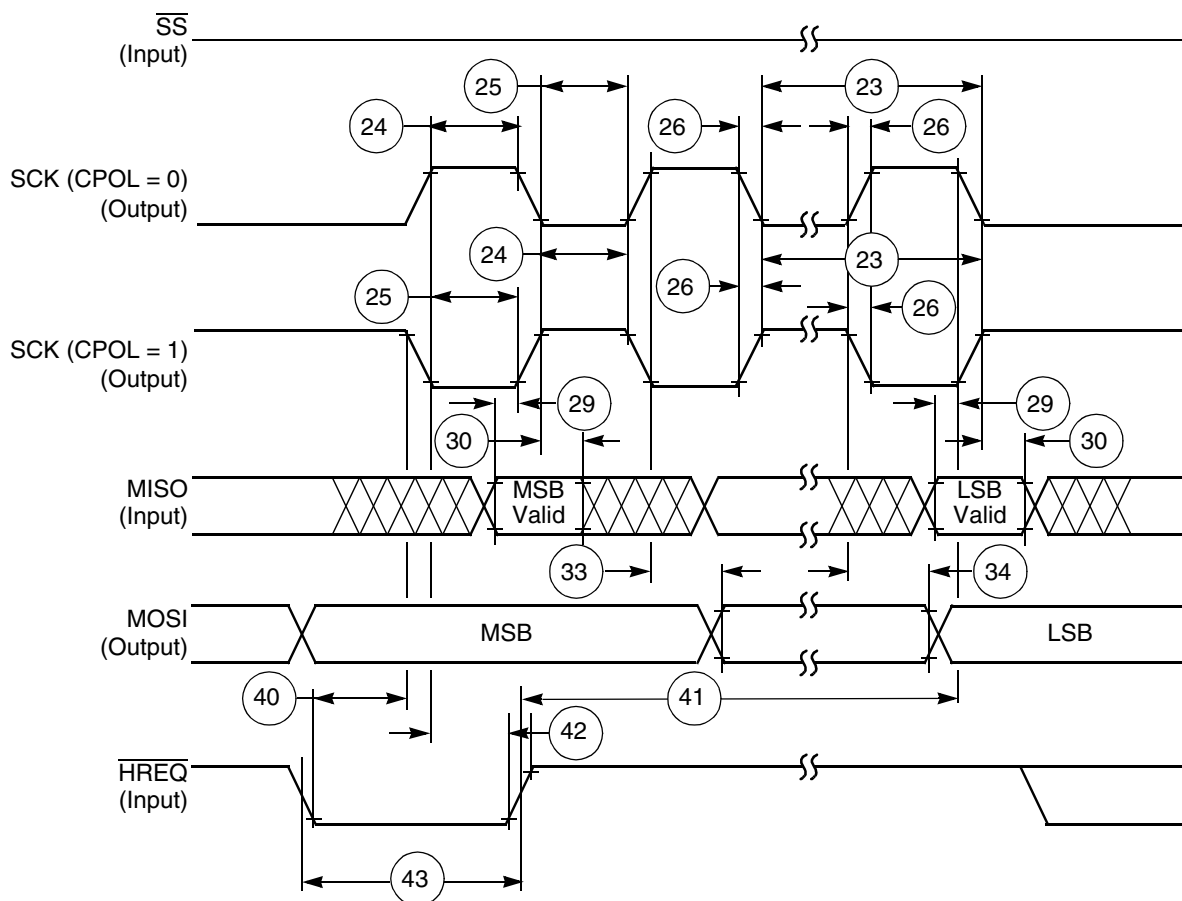 SS
(Input)
25
23
24
26
26
SCK (CPOL = 0)
(Output)
24
23
25
26
26
SCK (CPOL = 1)
(Output)
29
29
30
30
MISO
(Input)
MSB
Valid
LSB
Valid
33
34
MOSI
(Output)
MSB
LSB
40
41
42
HREQ
(Input)
43